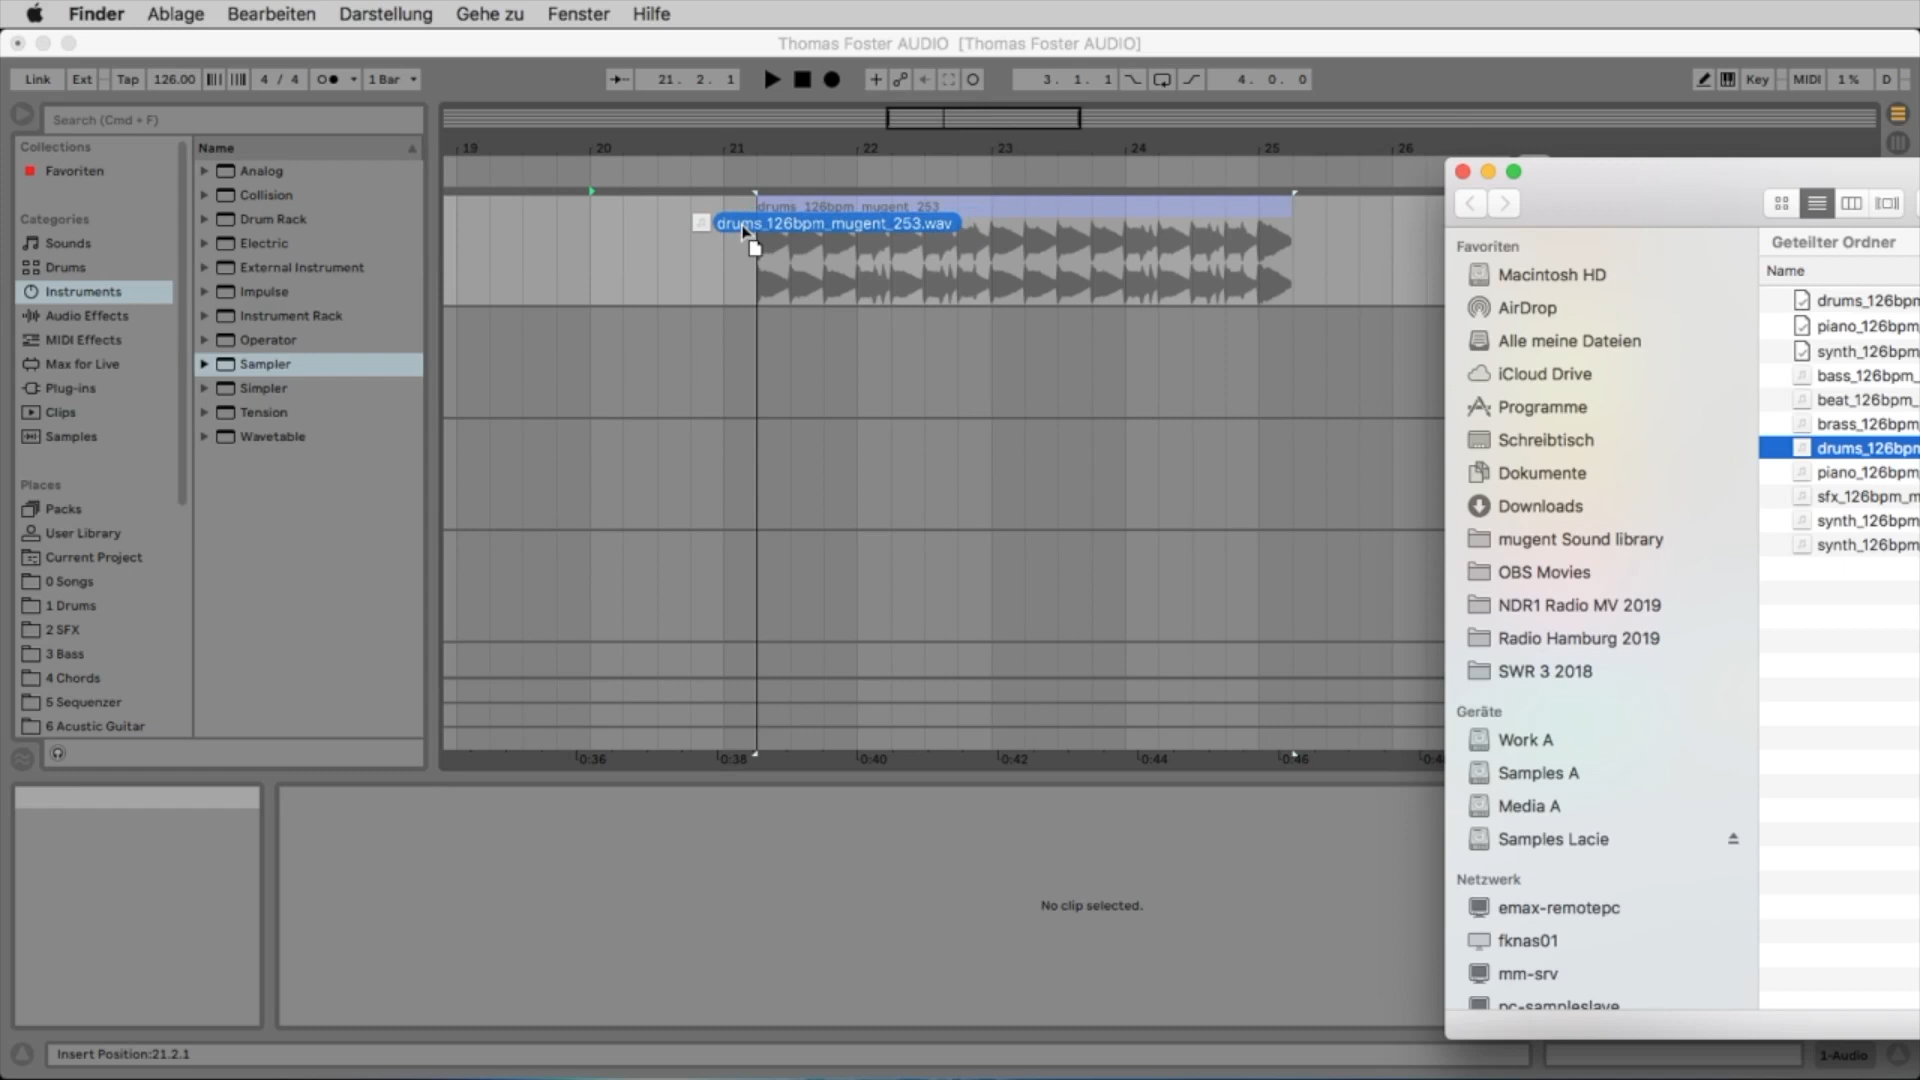 Finder Ablage Bearbeiten Darstellung Gehe zu Fenster Hilfe
Thomas Foster AUDIO [Thomas Foster AUDIO]
Link Ext Tap 126.00 4 / 4 1 Bar 21. 2. 1 3. 1. 1 4. 0. 0 Key MIDI 1 % D
Search (Cmd + F)
Collections
Favoriten
Categories
Sounds
Drums
Instruments
Audio Effects
MIDI Effects
Max for Live
Plug-ins
Clips
Samples
Places
Packs
User Library
Current Project
0 Songs
1 Drums
2 SFX
3 Bass
4 Chords
5 Sequenzer
6 Acustic Guitar
Name
Analog
Collision
Drum Rack
Electric
External Instrument
Impulse
Instrument Rack
Operator
Sampler
Simpler
Tension
Wavetable
19 20 21 22 23 24 25 26
drums_126bpm_mugent_253
drums_126bpm_mugent_253.wav
0:36 0:38 0:40 0:42 0:44 0:46
No clip selected.
Insert Position:21.2.1
1-Audio
Favoriten
Macintosh HD
AirDrop
Alle meine Dateien
iCloud Drive
Programme
Schreibtisch
Dokumente
Downloads
mugent Sound library
OBS Movies
NDR1 Radio MV 2019
Radio Hamburg 2019
SWR 3 2018
Geräte
Work A
Samples A
Media A
Samples Lacie
Netzwerk
emax-remotepc
fknas01
mm-srv
pc-sampleslave
Geteilter Ordner
Name
drums_126bpm
piano_126bpm
synth_126bpm
bass_126bpm_
beat_126bpm_
brass_126bpm
drums_126bpm
piano_126bpm
sfx_126bpm_m
synth_126bpm
synth_126bpm